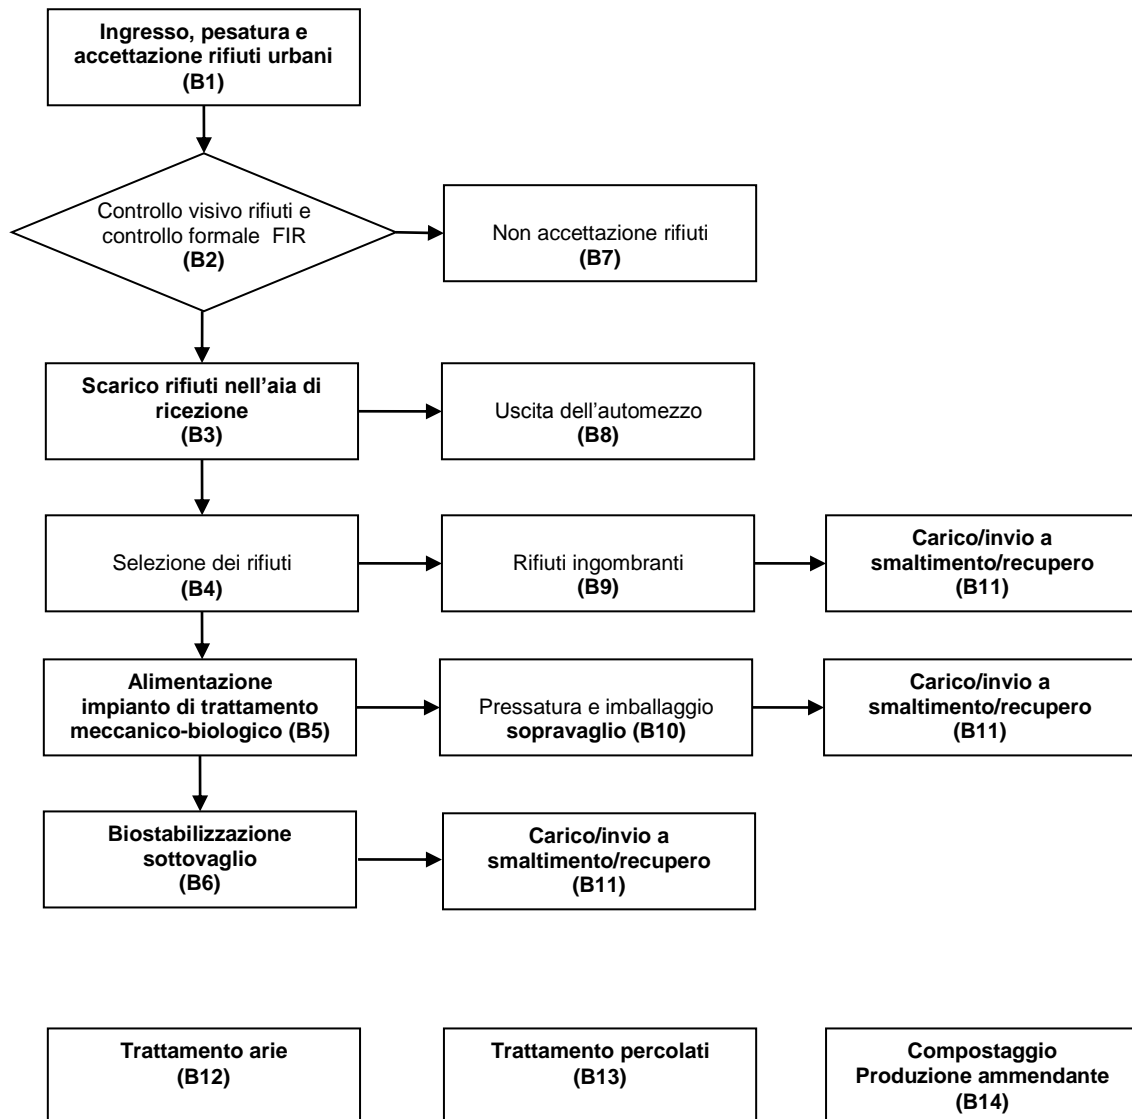 Ingresso, pesatura e
accettazione rifiuti urbani
(B1)
Controllo visivo rifiuti e
controllo formale FIR
(B2)
Non accettazione rifiuti
(B7)
Scarico rifiuti nell'aia di
ricezione
(B3)
Uscita dell'automezzo
(B8)
Selezione dei rifiuti
(B4)
Rifiuti ingombranti
(B9)
Carico/invio a
smaltimento/recupero
(B11)
Alimentazione
impianto di trattamento
meccanico-biologico (B5)
Pressatura e imballaggio
sopravaglio (B10)
Carico/invio a
smaltimento/recupero
(B11)
Biostabilizzazione
sottovaglio
(B6)
Carico/invio a
smaltimento/recupero
(B11)
Trattamento arie
(B12)
Trattamento percolati
(B13)
Compostaggio
Produzione ammendante
(B14)